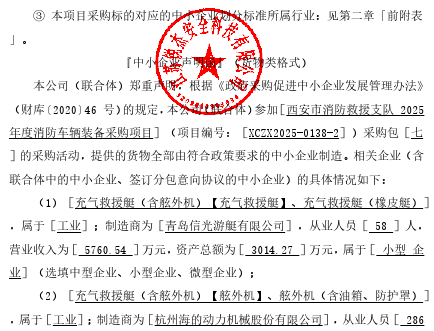 ③ 本项目采购标的对应的中小企业划分标准所属行业：见第二章「前附表
」。
『中小企业声明函』（货物类格式）
本公司（联合体）郑重声明，根据《政府采购促进中小企业发展管理办法》
（财库〔2020〕46 号）的规定，本公司（联合体）参加[西安市消防救援支队 2025
年度消防车辆装备采购项目]（项目编号：[XCZX2025-0138-2]）采购包[七
]的采购活动，提供的货物全部由符合政策要求的中小企业制造。相关企业（含
联合体中的中小企业、签订分包意向协议的中小企业）的具体情况如下：
（1）[充气救援艇（含舷外机）【充气救援艇】、充气救援艇（橡皮艇）
]，属于[工业]；制造商为[青岛信光游艇有限公司]，从业人员[ 58 ]人，
营业收入为[ 5760.54 ]万元，资产总额为[ 3014.27 ]万元，属于[ 小型 企
业]（选填中型企业、小型企业、微型企业）；
（2）[充气救援艇（含舷外机）【舷外机】、舷外机（含油箱、防护罩）
]，属于[工业]；制造商为[杭州海的动力机械股份有限公司]，从业人员[ 286